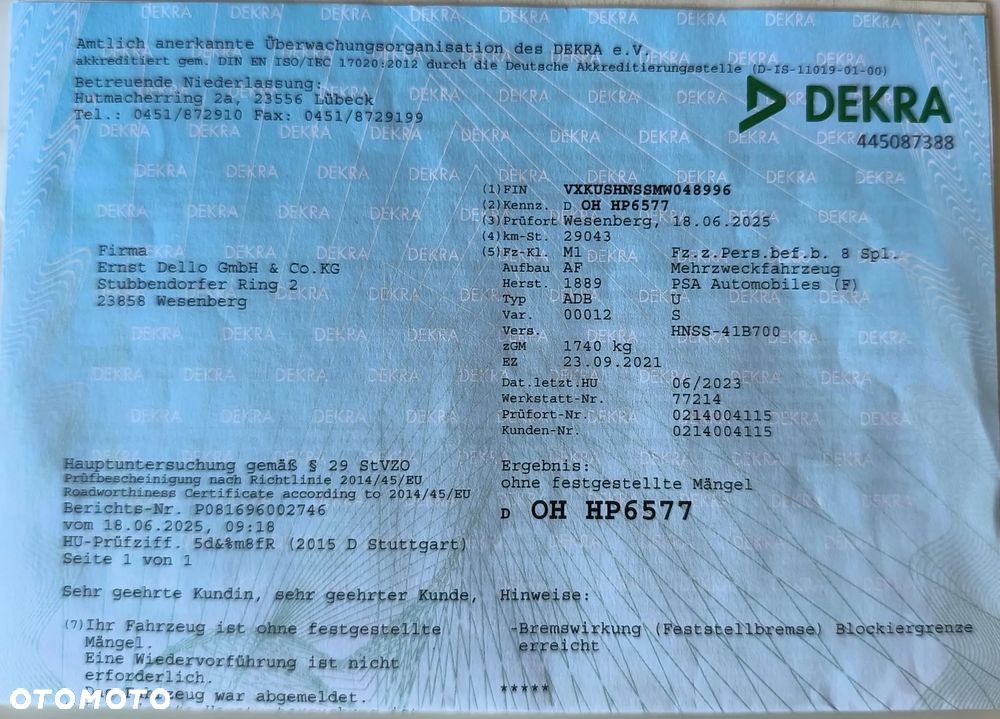 Amtlich anerkannte Überwachungsorganisation des DEKRA e.V.
akkreditiert gem. DIN EN ISO/IEC 17020:2012 durch die Deutsche Akkreditierungsstelle (D-IS-11019-01-00)
Betreuende Niederlassung:
Hutmacherring 2a, 23556 Lübeck
Tel.: 0451/872910 Fax: 0451/8729199
DEKRA
445087388
(1) FIN VXKUSHNSSMW048996
(2) Kennz. D OH HP6577
(3) Prüfort Wesenberg, 18.06.2025
(4) km-St. 29043
(5) Fz-Kl. M1 Fz.z.Pers.bef.b. 8 Spl.
Aufbau AF Mehrzweckfahrzeug
Herst. 1889 PSA Automobiles (F)
Typ ADB U
Var. 00012 S
Vers. HNSS-41B700
zGM 1740 kg
EZ 23.09.2021
Dat.letzt.HU 06/2023
Werkstatt-Nr. 77214
Prüfort-Nr. 0214004115
Kunden-Nr. 0214004115
Firma
Ernst Dello GmbH & Co.KG
Stubbendorfer Ring 2
23858 Wesenberg
Hauptuntersuchung gemäß § 29 StVZO
Prüfbescheinigung nach Richtlinie 2014/45/EU
Roadworthiness Certificate according to 2014/45/EU
Berichts-Nr. P081696002746
vom 18.06.2025, 09:18
HU-Prüfziff. 5d&%m8fR (2015 D Stuttgart)
Seite 1 von 1
Ergebnis:
ohne festgestellte Mängel
D OH HP6577
Sehr geehrte Kundin, sehr geehrter Kunde,
(7) Ihr Fahrzeug ist ohne festgestellte
Mängel.
Eine Wiedervorführung ist nicht
erforderlich.
Fahrzeug war abgemeldet.
Hinweise:
-Bremswirkung (Feststellbremse) Blockiergrenze
erreicht
*****
OTOMOTO